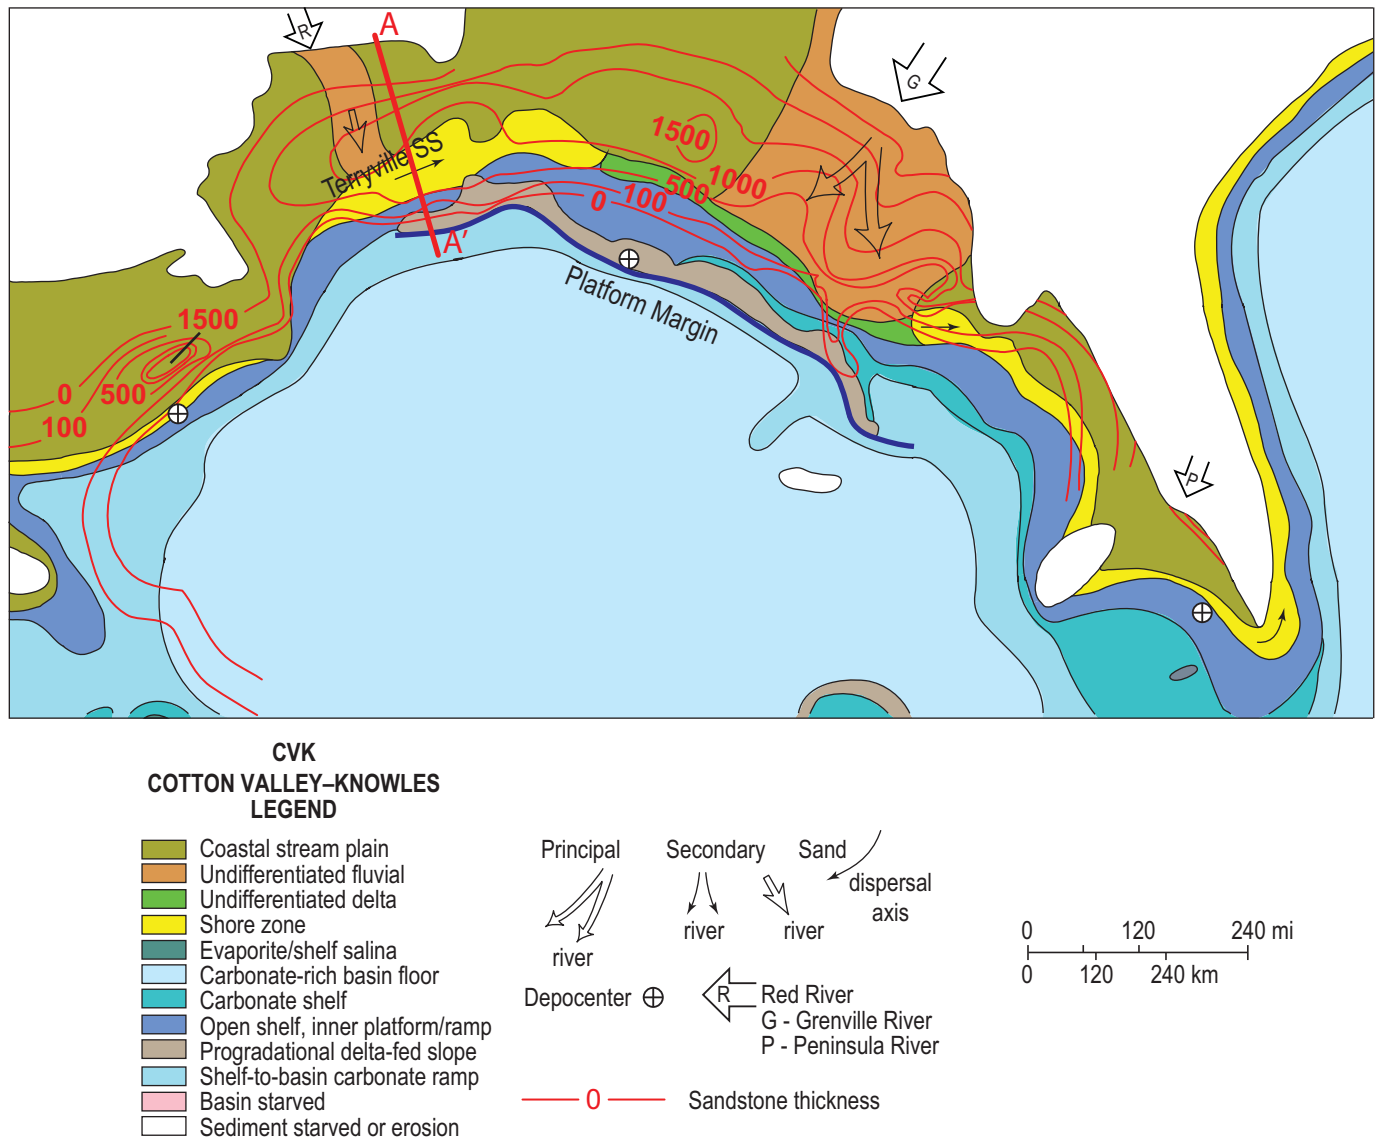 R
A
G
Terryville SS
1500
1000
500
100
0
A'
Platform Margin
1500
0
500
100
P
CVK
COTTON VALLEY–KNOWLES
LEGEND
Coastal stream plain
Undifferentiated fluvial
Undifferentiated delta
Shore zone
Evaporite/shelf salina
Carbonate-rich basin floor
Carbonate shelf
Open shelf, inner platform/ramp
Progradational delta-fed slope
Shelf-to-basin carbonate ramp
Basin starved
Sediment starved or erosion
Principal
river
Secondary
river
river
Sand
dispersal
axis
Depocenter
R
Red River
G - Grenville River
P - Peninsula River
0
Sandstone thickness
0 120 240 mi
0 120 240 km